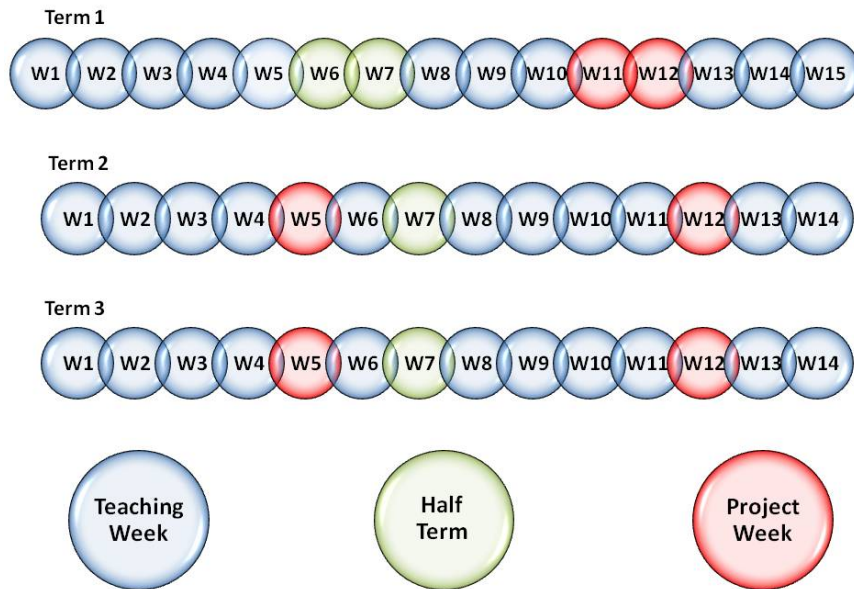 Term 1
W1 W2 W3 W4 W5 W6 W7 W8 W9 W10 W11 W12 W13 W14 W15
Term 2
W1 W2 W3 W4 W5 W6 W7 W8 W9 W10 W11 W12 W13 W14
Term 3
W1 W2 W3 W4 W5 W6 W7 W8 W9 W10 W11 W12 W13 W14
Teaching
Week
Half
Term
Project
Week